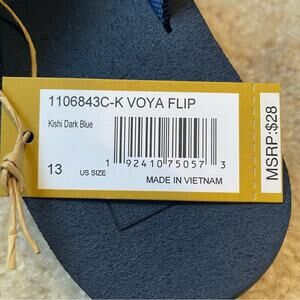 1106843C-K VOYA FLIP
Kishi Dark Blue
13 US SIZE
1 92410 75057 3
MADE IN VIETNAM
MSRP:$28